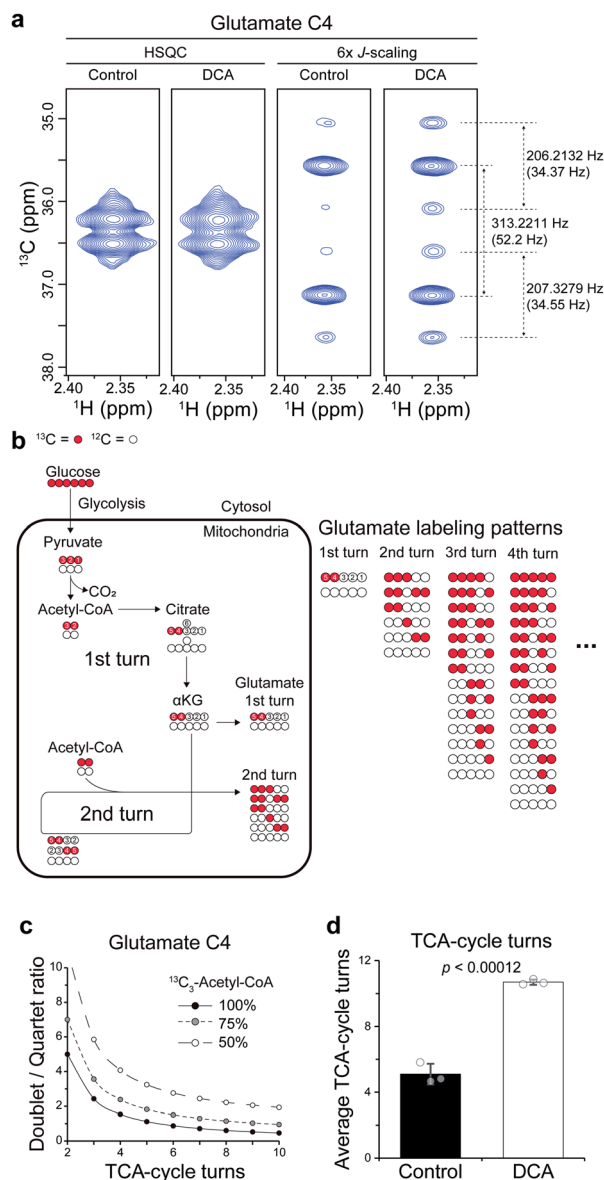 a
Glutamate C4
HSQC
6x J-scaling
Control
DCA
Control
DCA
35.0
36.0
37.0
38.0
¹³C (ppm)
206.2132 Hz
(34.37 Hz)
313.2211 Hz
(52.2 Hz)
207.3279 Hz
(34.55 Hz)
2.40
2.35
2.40
2.35
2.40
2.35
2.40
2.35
¹H (ppm)
¹H (ppm)
¹H (ppm)
¹H (ppm)
b
¹³C =
¹²C =
Glucose
Glycolysis
Cytosol
Mitochondria
Pyruvate
CO₂
Acetyl-CoA
Citrate
1st turn
αKG
Glutamate
1st turn
Acetyl-CoA
2nd turn
2nd turn
Glutamate labeling patterns
1st turn
2nd turn
3rd turn
4th turn
...
c
Glutamate C4
¹³C₃-Acetyl-CoA
100%
75%
50%
Doublet / Quartet ratio
10
8
6
4
2
0
2
4
6
8
10
TCA-cycle turns
d
TCA-cycle turns
p < 0.00012
Average TCA-cycle turns
12
8
4
0
Control
DCA